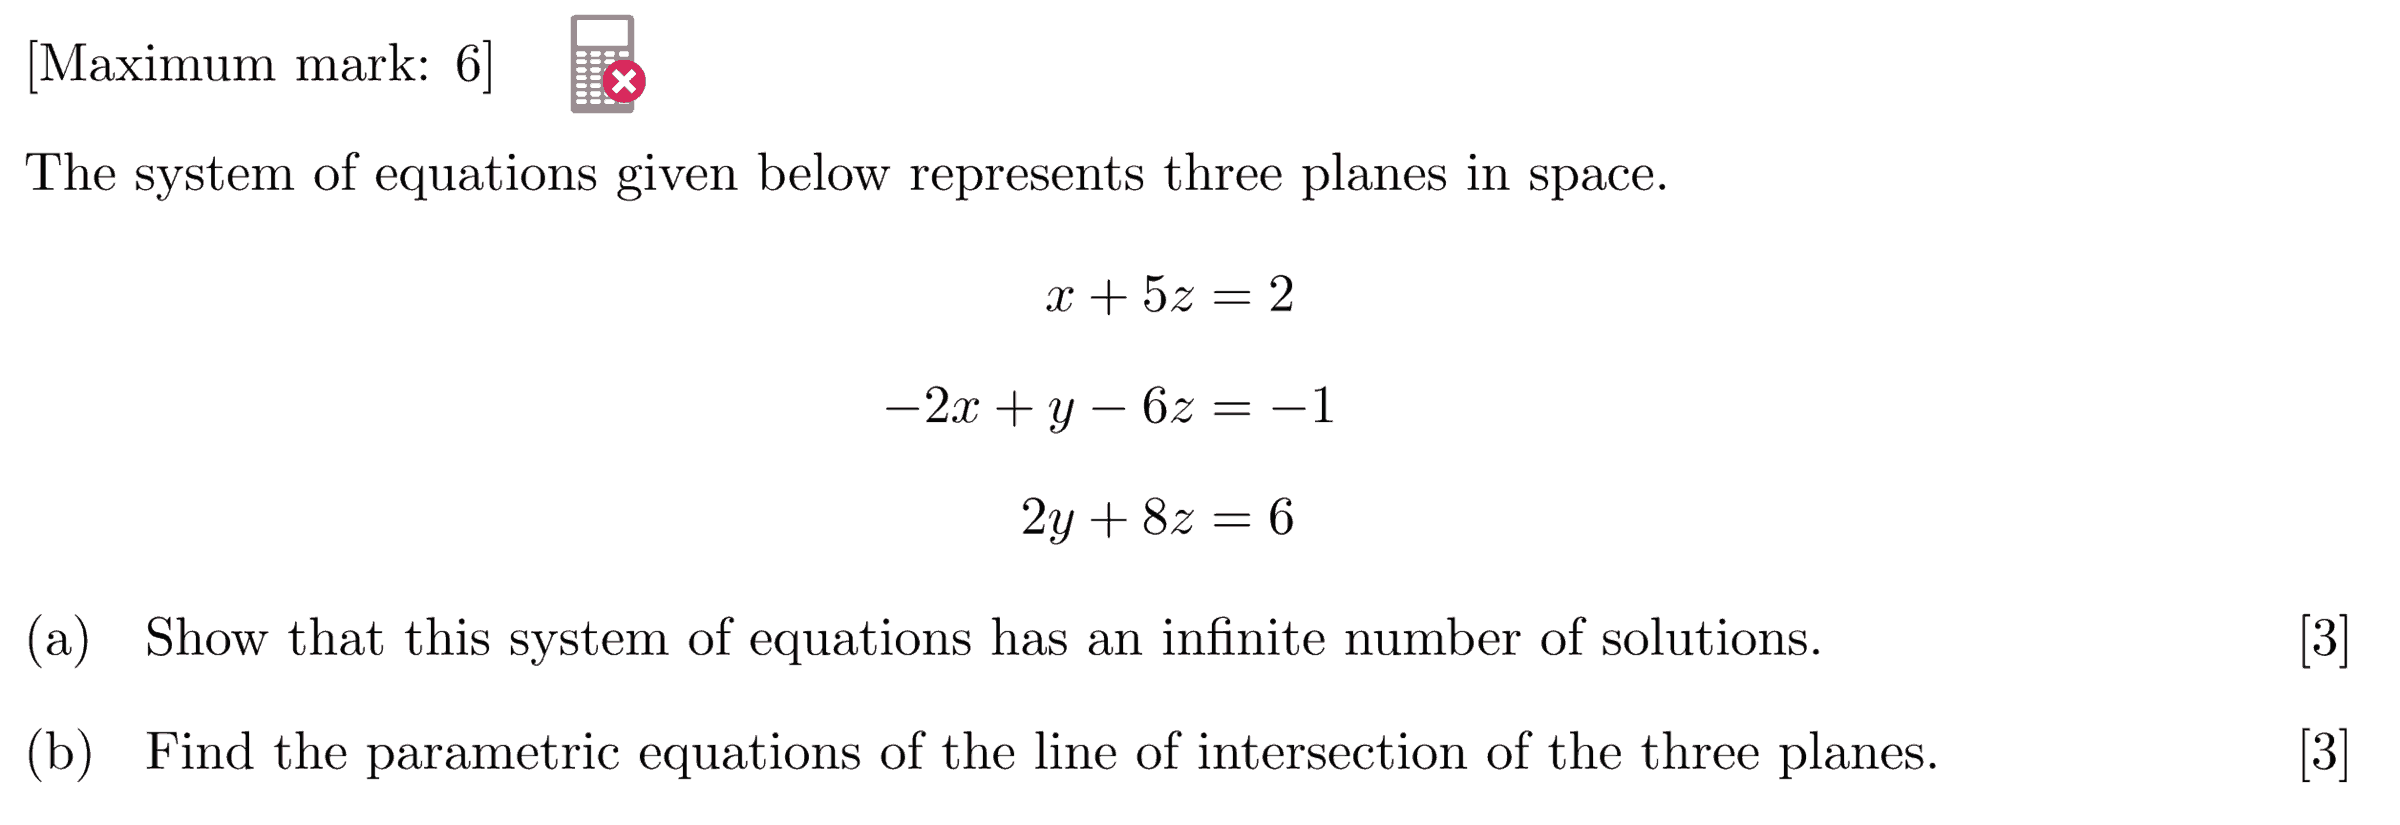 [Maximum mark: 6]
The system of equations given below represents three planes in space.
x + 5z = 2
−2x + y − 6z = −1
2y + 8z = 6
(a) Show that this system of equations has an infinite number of solutions. [3]
(b) Find the parametric equations of the line of intersection of the three planes. [3]